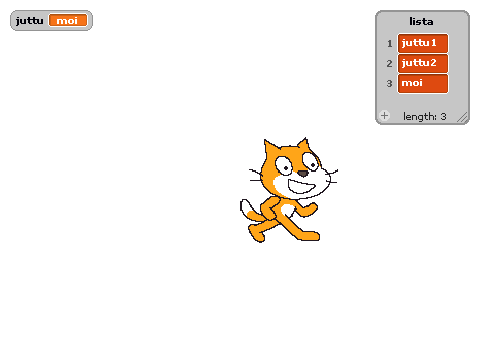 juttu moi
lista
1 juttu1
2 juttu2
3 moi
+ length: 3